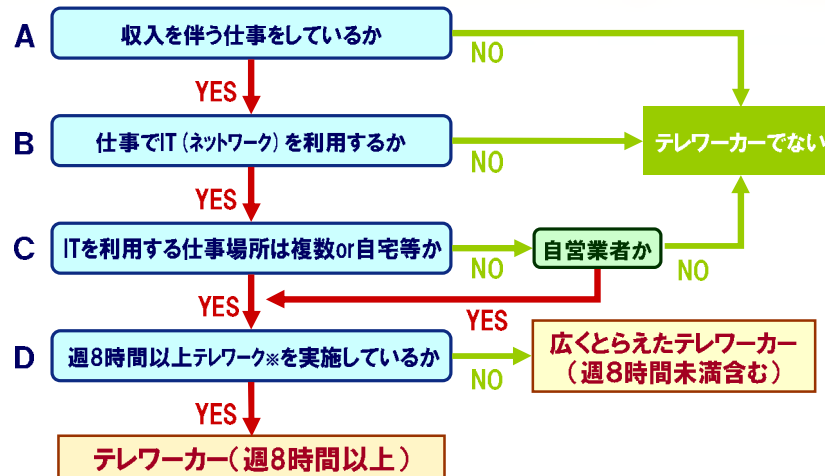 A
収入を伴う仕事をしているか
NO
YES
B
仕事でIT(ネットワーク)を利用するか
NO
テレワーカーでない
YES
C
ITを利用する仕事場所は複数or自宅等か
NO
自営業者か
NO
YES
YES
D
週8時間以上テレワーク※を実施しているか
NO
広くとらえたテレワーカー
(週8時間未満含む)
YES
テレワーカー(週8時間以上)